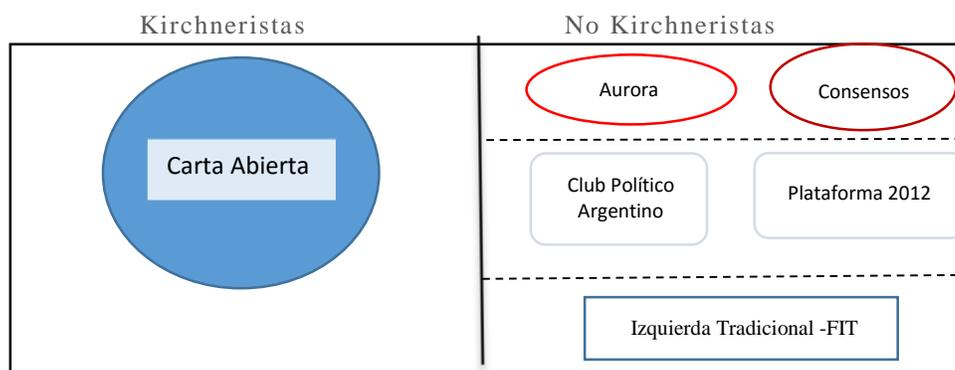 Kirchneristas
No Kirchneristas
Aurora
Consensos
Carta Abierta
Club Político
Argentino
Plataforma 2012
Izquierda Tradicional -FIT